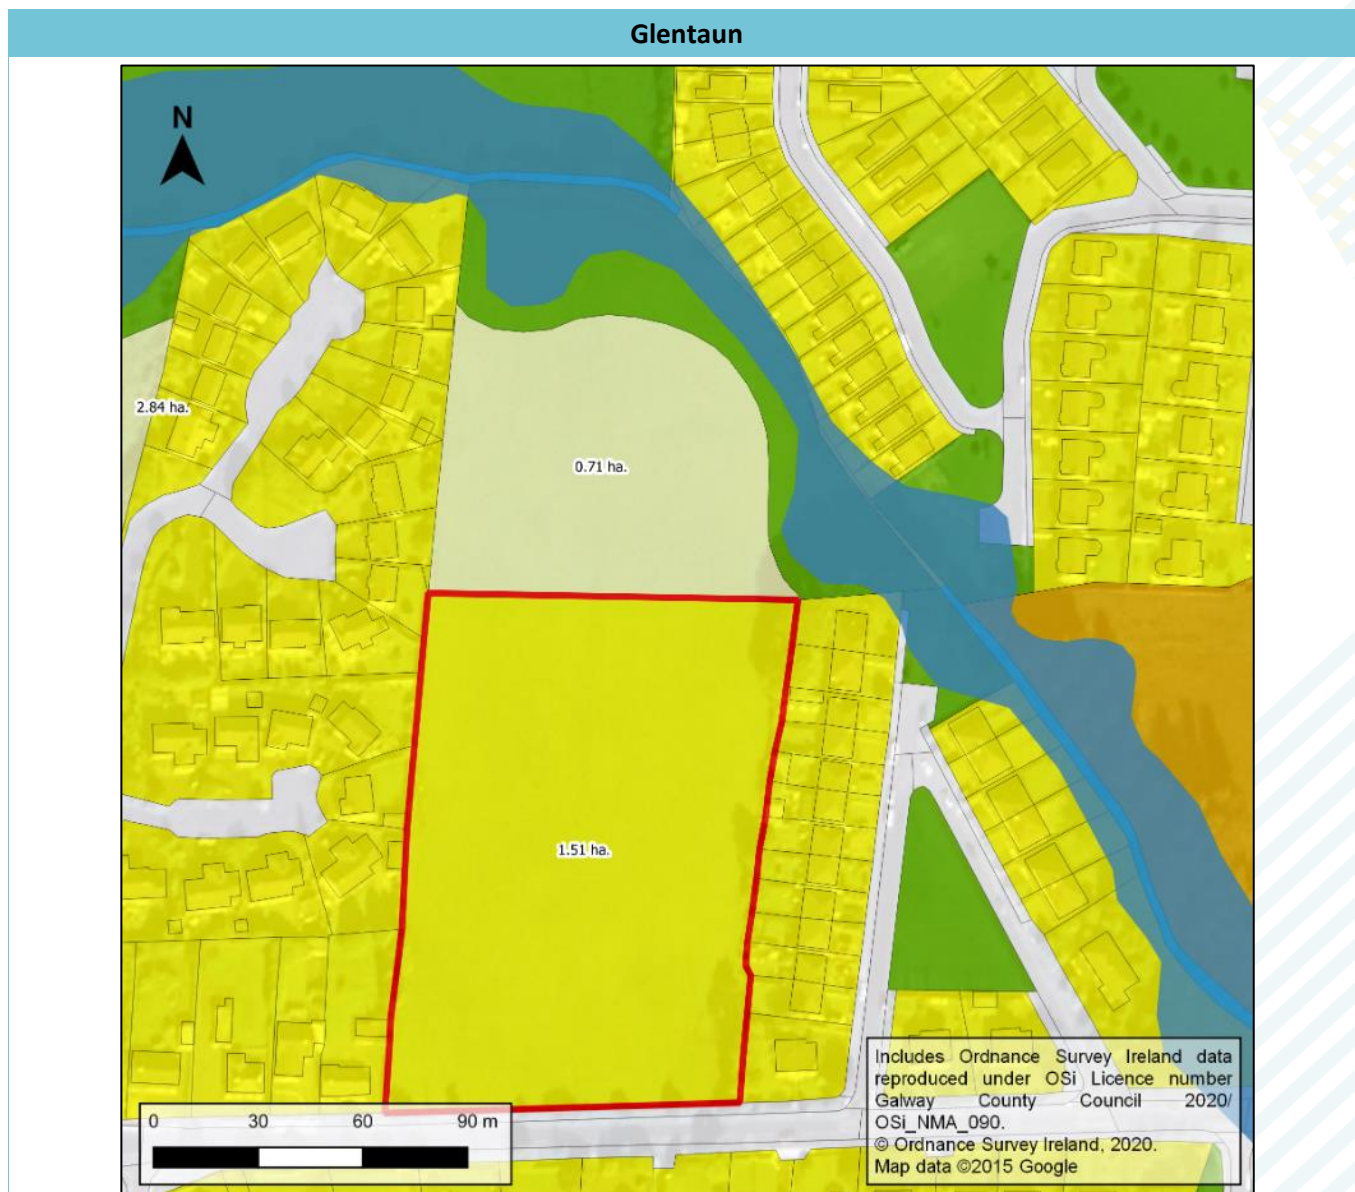 Glentaun
N
2.84 ha.
0.71 ha.
1.51 ha.
0 30 60 90 m
Includes Ordnance Survey Ireland data
reproduced under OSi Licence number
Galway County Council 2020/
OSi_NMA_090.
© Ordnance Survey Ireland, 2020.
Map data ©2015 Google